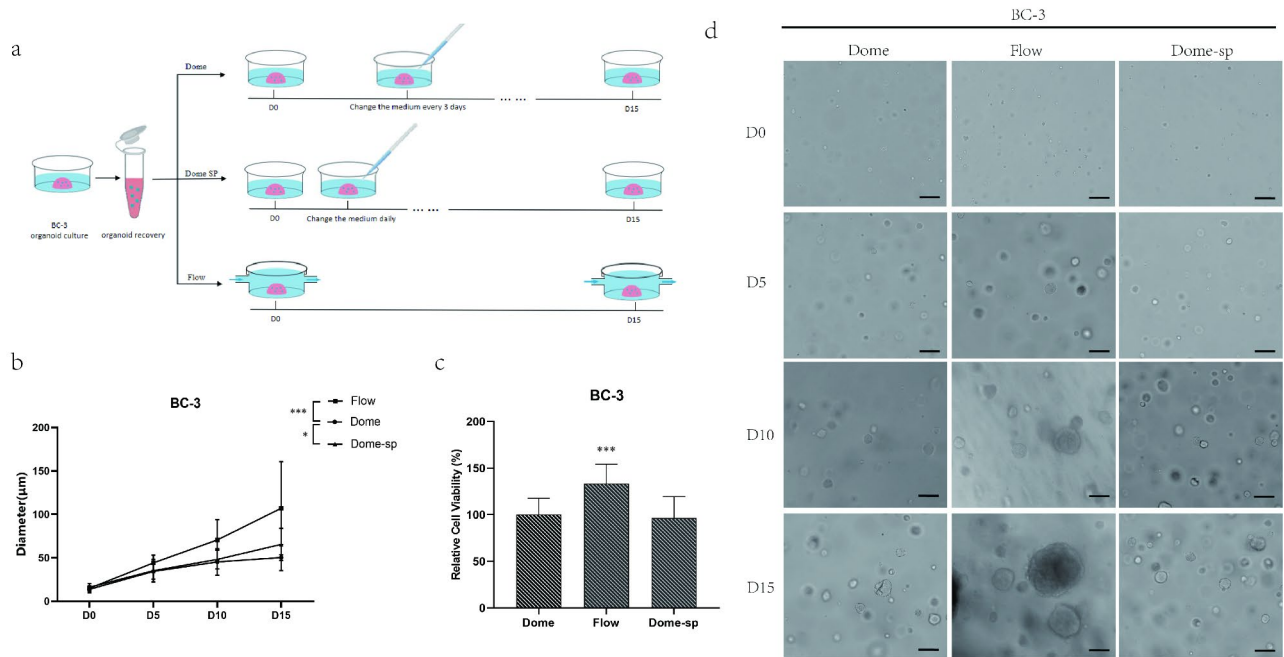 a
Dome
D0
Change the medium every 3 days
... ...
D15
Dome SP
D0
Change the medium daily
... ...
D15
BC-3
organoid culture
organoid recovery
Flow
D0
D15
b
BC-3
Flow
***
Dome
*
Dome-sp
200
150
100
50
0
Diameter(μm)
D0 D5 D10 D15
c
BC-3
200
150
100
50
0
Relative Cell Viability (%)
***
Dome Flow Dome-sp
d
BC-3
Dome Flow Dome-sp
D0
D5
D10
D15